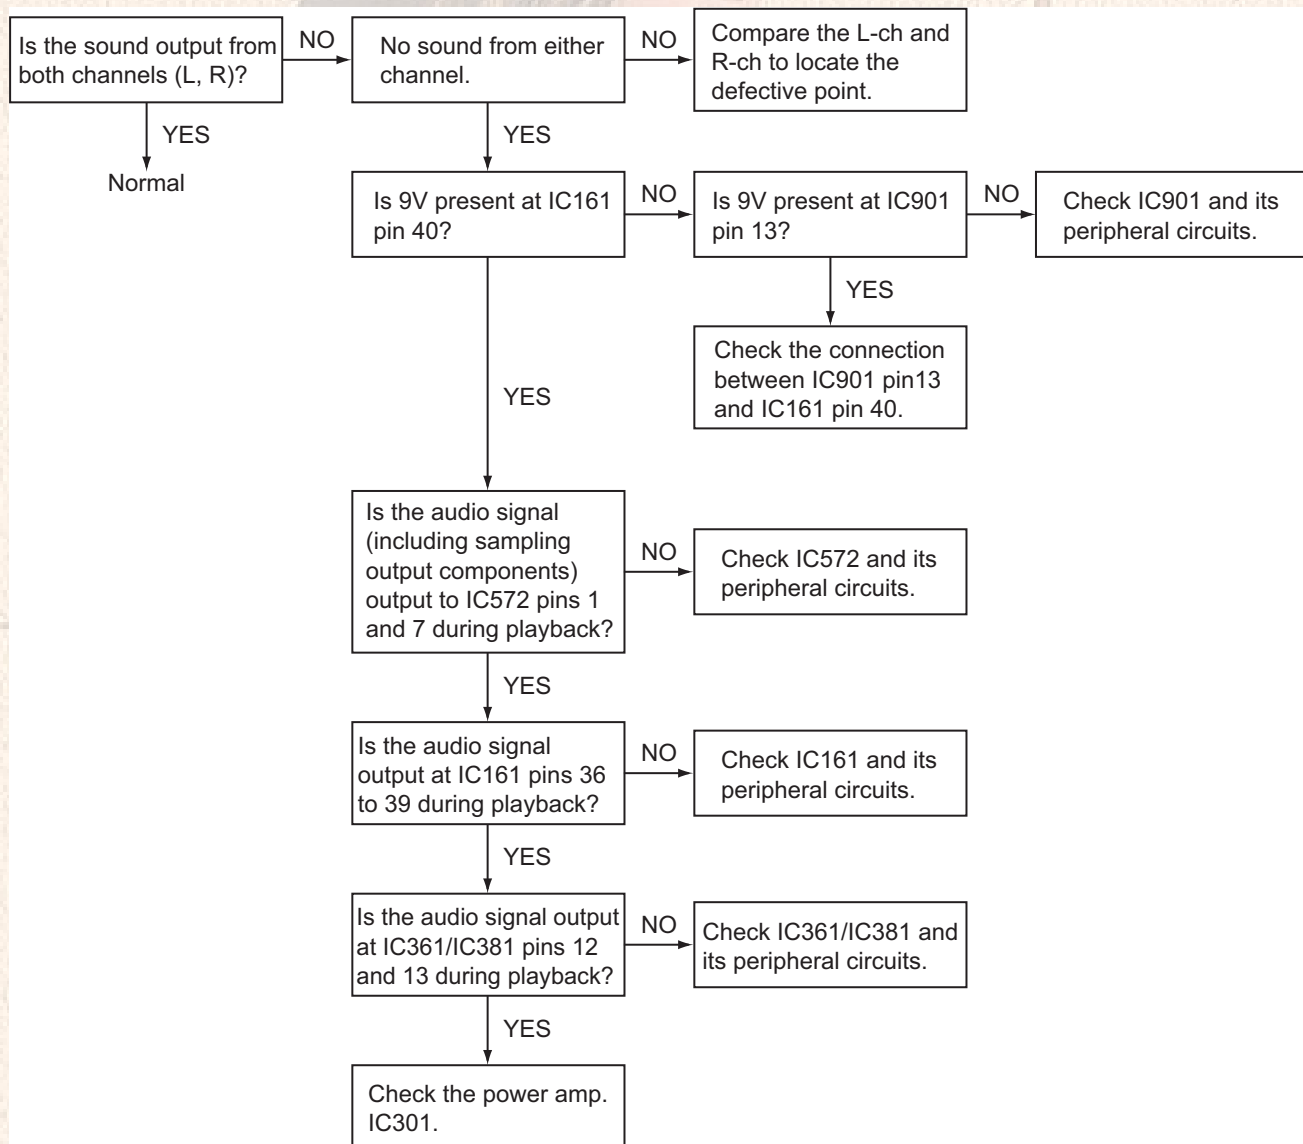 Is the sound output from
both channels (L, R)?
NO
No sound from either
channel.
NO
Compare the L-ch and
R-ch to locate the
defective point.
YES
Normal
YES
Is 9V present at IC161
pin 40?
NO
Is 9V present at IC901
pin 13?
NO
Check IC901 and its
peripheral circuits.
YES
Check the connection
between IC901 pin13
and IC161 pin 40.
YES
Is the audio signal
(including sampling
output components)
output to IC572 pins 1
and 7 during playback?
NO
Check IC572 and its
peripheral circuits.
YES
Is the audio signal
output at IC161 pins 36
to 39 during playback?
NO
Check IC161 and its
peripheral circuits.
YES
Is the audio signal output
at IC361/IC381 pins 12
and 13 during playback?
NO
Check IC361/IC381 and
its peripheral circuits.
YES
Check the power amp.
IC301.